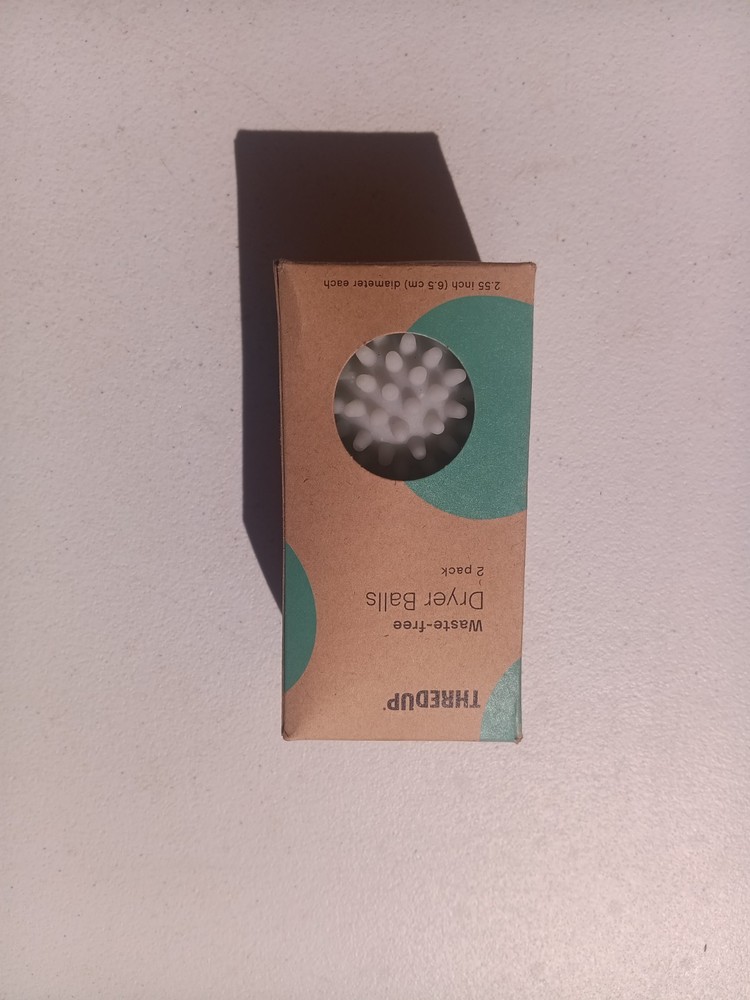 THREDUP
Waste-free
Dryer Balls
2 pack
2.55 inch (6.5 cm) diameter each